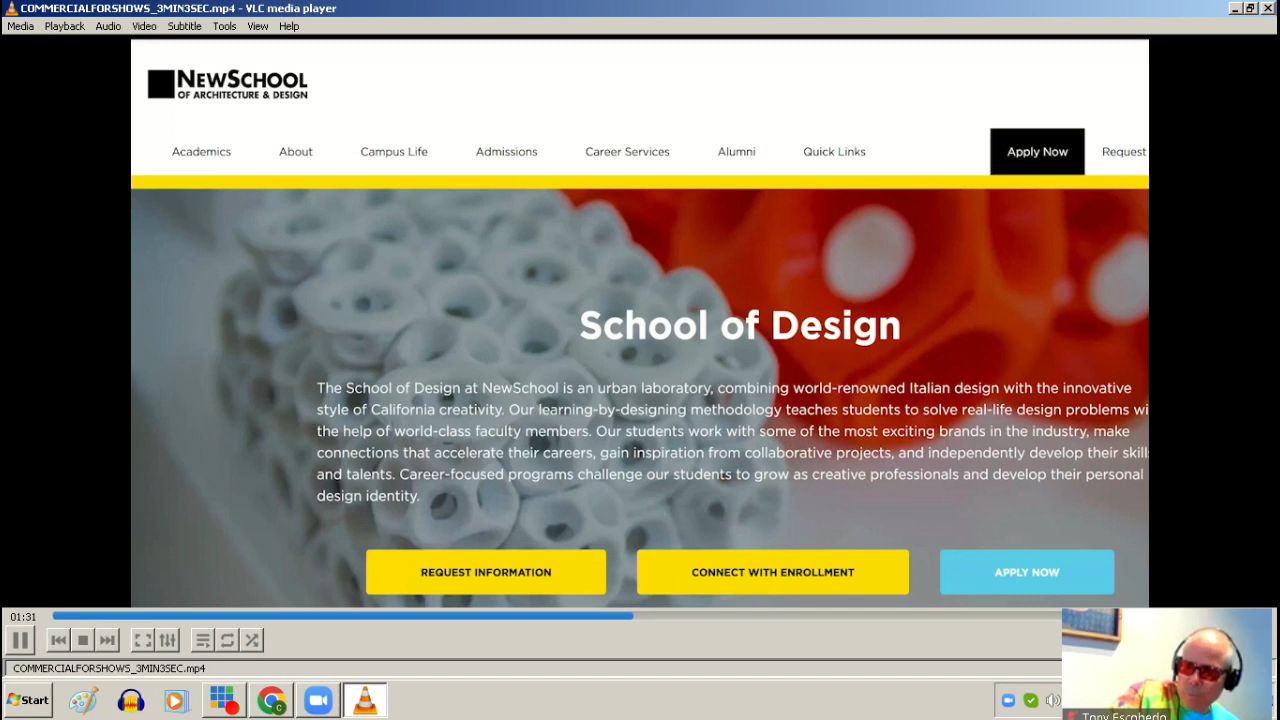 COMMERCIALFORSHOWS_3MIN3SEC.mp4 - VLC media player
Media Playback Audio Video Subtitle Tools View Help
NEWSCHOOL
OF ARCHITECTURE & DESIGN
Academics About Campus Life Admissions Career Services Alumni Quick Links Apply Now Request
School of Design
The School of Design at NewSchool is an urban laboratory, combining world-renowned Italian design with the innovative
style of California creativity. Our learning-by-designing methodology teaches students to solve real-life design problems wi
the help of world-class faculty members. Our students work with some of the most exciting brands in the industry, make
connections that accelerate their careers, gain inspiration from collaborative projects, and independently develop their skill
and talents. Career-focused programs challenge our students to grow as creative professionals and develop their personal
design identity.
REQUEST INFORMATION CONNECT WITH ENROLLMENT APPLY NOW
01:31
COMMERCIALFORSHOWS_3MIN3SEC.mp4
Start
Tony Escobedo